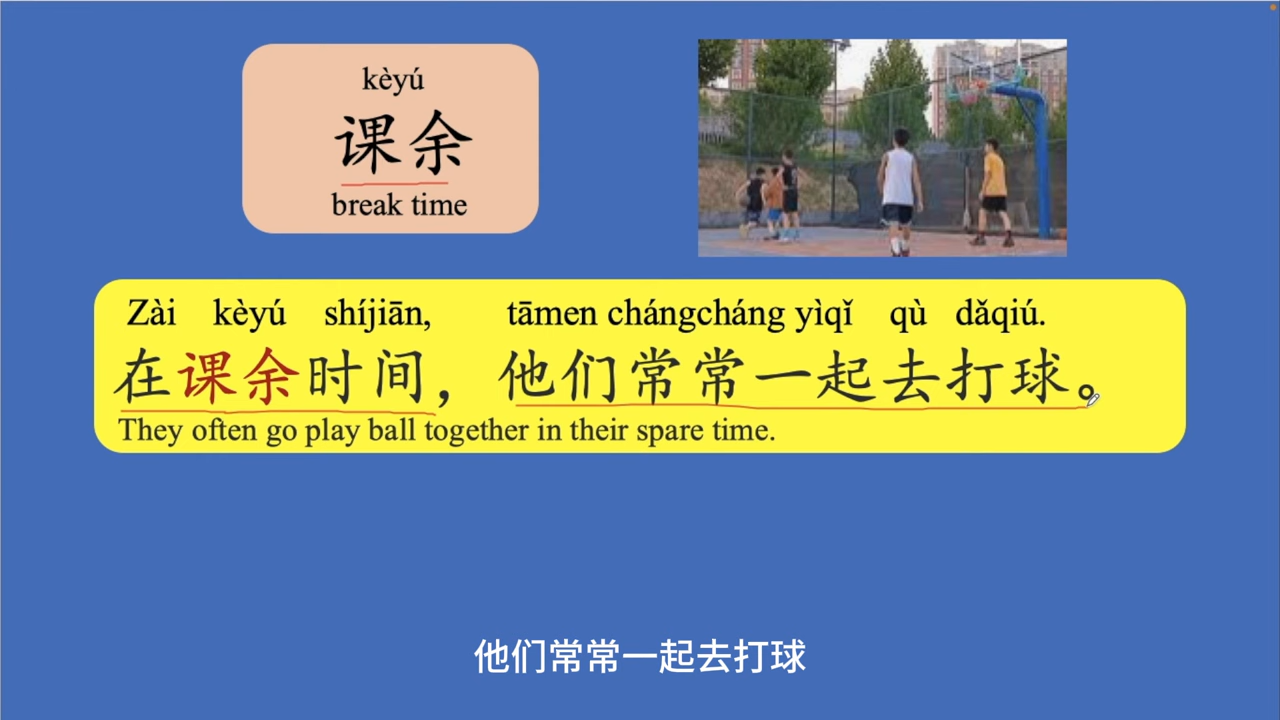 kèyú
课余
break time
Zài kèyú shíjiān, tāmen chángcháng yìqǐ qù dǎqiú.
在课余时间，他们常常一起去打球。
They often go play ball together in their spare time.
他们常常一起去打球